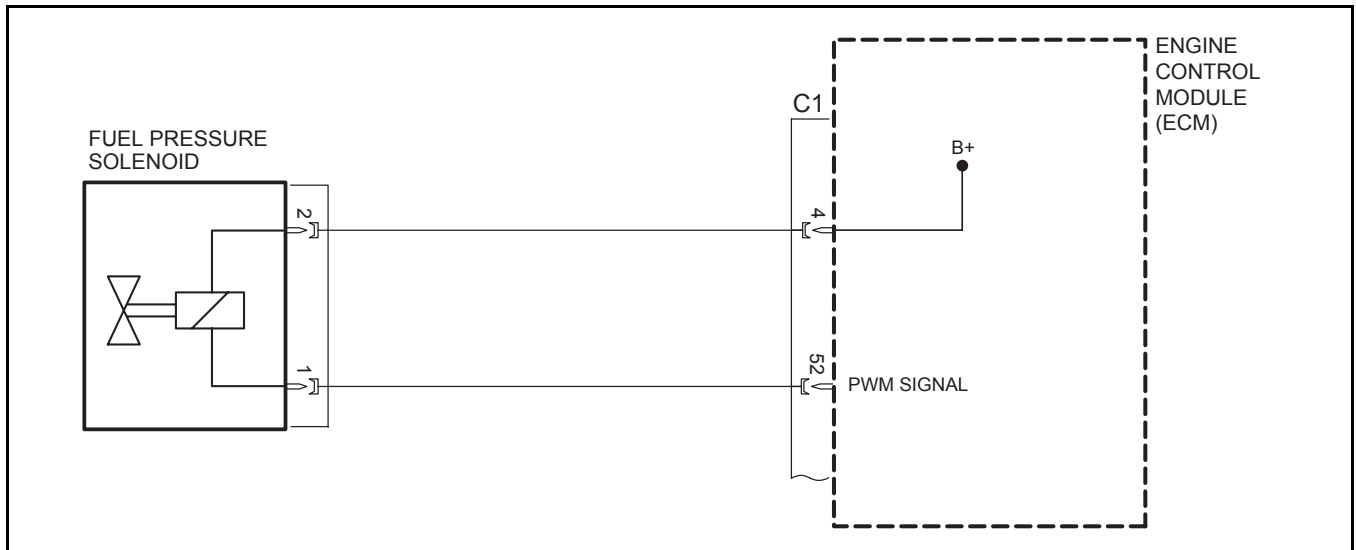 ENGINE
CONTROL
MODULE
(ECM)
C1
FUEL PRESSURE
SOLENOID
B+
2
4
1
52
PWM SIGNAL